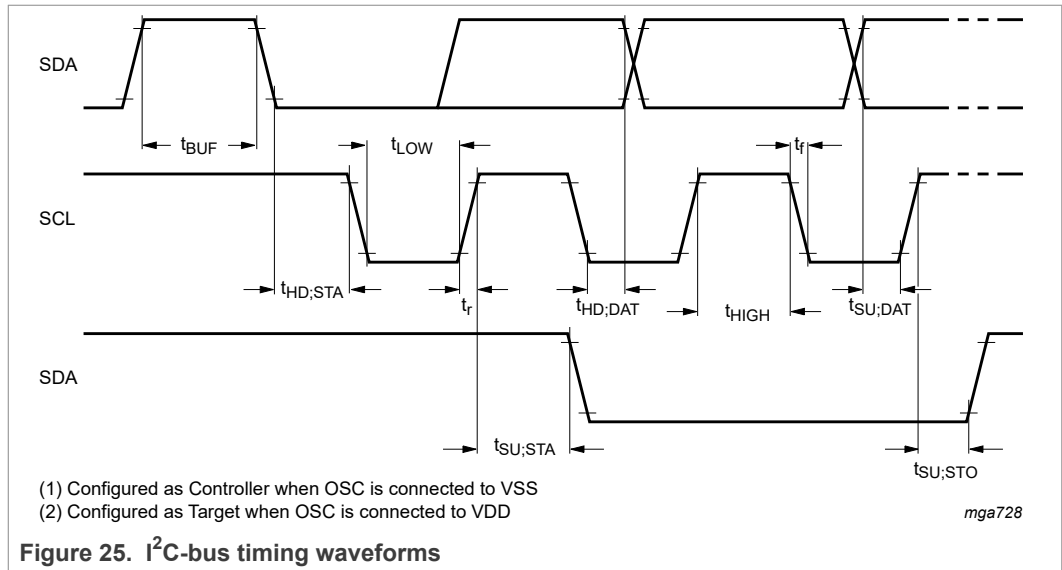 SDA
tBUF
tLOW
tf
SCL
tHD;STA
tr
tHD;DAT
tHIGH
tSU;DAT
SDA
tSU;STA
tSU;STO
(1) Configured as Controller when OSC is connected to VSS
(2) Configured as Target when OSC is connected to VDD
mga728
Figure 25. I²C-bus timing waveforms